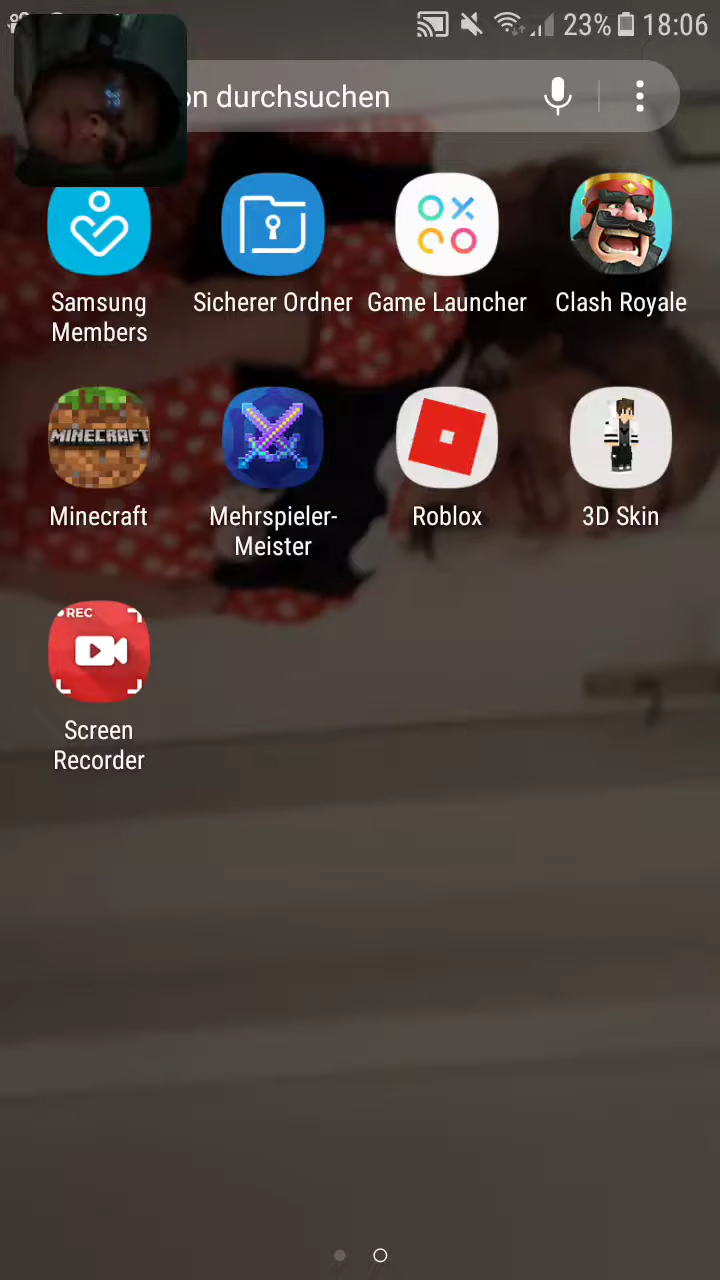 23% 18:06
on durchsuchen
Samsung Members
Sicherer Ordner
Game Launcher
Clash Royale
MINECRAFT
Minecraft
Mehrspieler-
Meister
Roblox
3D Skin
REC
Screen
Recorder